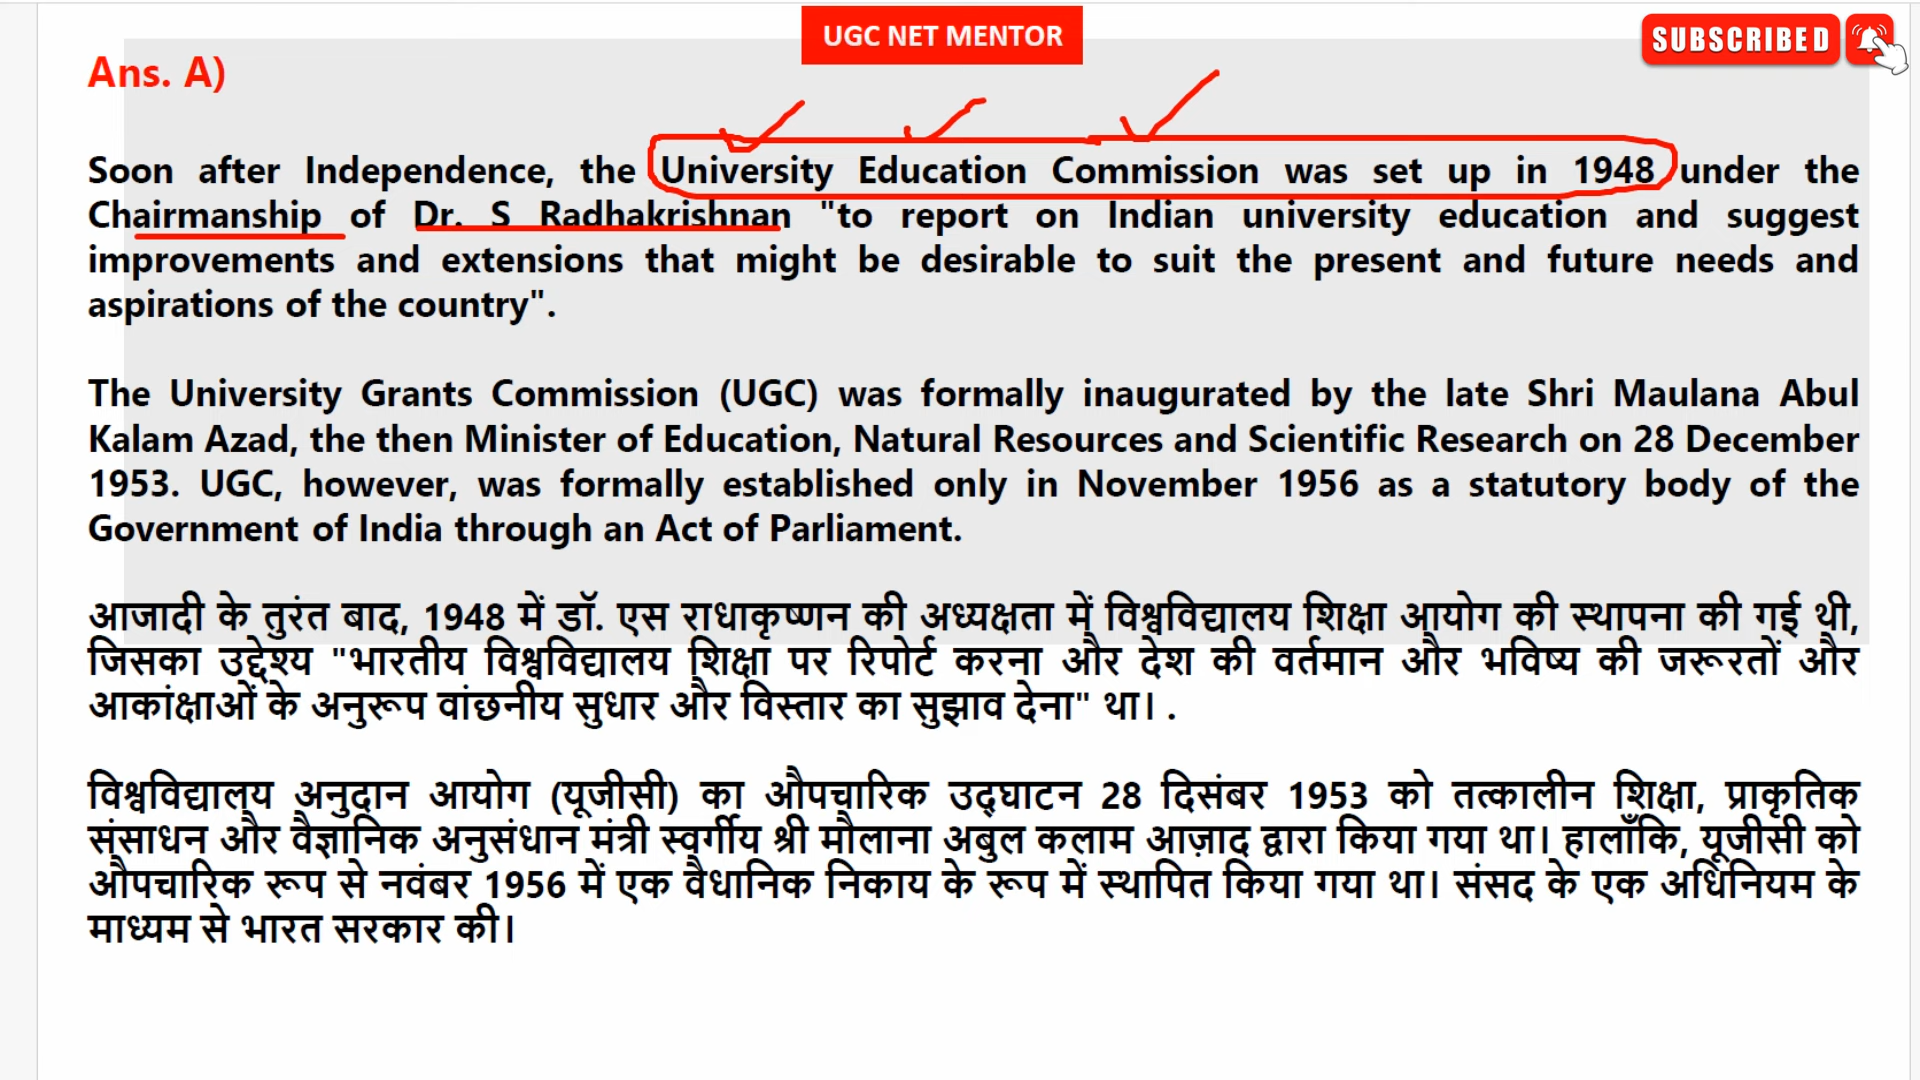 UGC NET MENTOR
SUBSCRIBED
Ans. A)
Soon after Independence, the University Education Commission was set up in 1948 under the
Chairmanship of Dr. S Radhakrishnan "to report on Indian university education and suggest
improvements and extensions that might be desirable to suit the present and future needs and
aspirations of the country".
The University Grants Commission (UGC) was formally inaugurated by the late Shri Maulana Abul
Kalam Azad, the then Minister of Education, Natural Resources and Scientific Research on 28 December
1953. UGC, however, was formally established only in November 1956 as a statutory body of the
Government of India through an Act of Parliament.
आजादी के तुरंत बाद, 1948 में डॉ. एस राधाकृष्णन की अध्यक्षता में विश्वविद्यालय शिक्षा आयोग की स्थापना की गई थी,
जिसका उद्देश्य "भारतीय विश्वविद्यालय शिक्षा पर रिपोर्ट करना और देश की वर्तमान और भविष्य की जरूरतों और
आकांक्षाओं के अनुरूप वांछनीय सुधार और विस्तार का सुझाव देना" था। .
विश्वविद्यालय अनुदान आयोग (यूजीसी) का औपचारिक उद्घाटन 28 दिसंबर 1953 को तत्कालीन शिक्षा, प्राकृतिक
संसाधन और वैज्ञानिक अनुसंधान मंत्री स्वर्गीय श्री मौलाना अबुल कलाम आज़ाद द्वारा किया गया था। हालाँकि, यूजीसी को
औपचारिक रूप से नवंबर 1956 में एक वैधानिक निकाय के रूप में स्थापित किया गया था। संसद के एक अधिनियम के
माध्यम से भारत सरकार की।